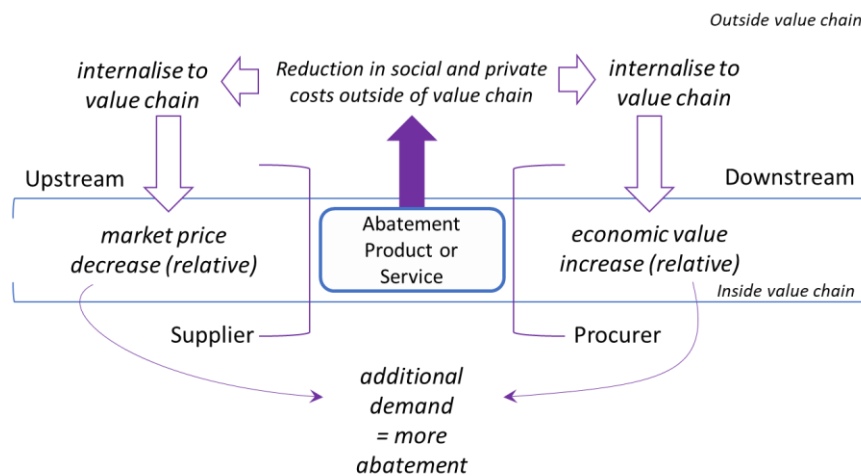 Outside value chain
internalise to
value chain
Reduction in social and private
costs outside of value chain
internalise to
value chain
Upstream
Downstream
market price
decrease (relative)
Abatement
Product or
Service
economic value
increase (relative)
Inside value chain
Supplier
Procurer
additional
demand
= more
abatement